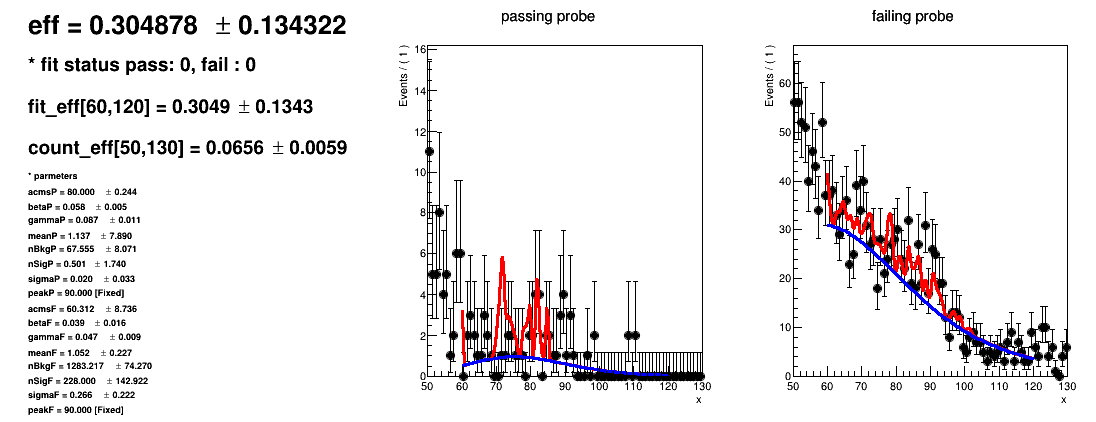 eff = 0.304878 ± 0.134322
* fit status pass: 0, fail : 0
fit_eff[60,120] = 0.3049 ± 0.1343
count_eff[50,130] = 0.0656 ± 0.0059
* parmeters
acmsP = 80.000 ± 0.244
betaP = 0.058 ± 0.005
gammaP = 0.087 ± 0.011
meanP = 1.137 ± 7.890
nBkgP = 67.555 ± 8.071
nSigP = 0.501 ± 1.740
sigmaP = 0.020 ± 0.033
peakP = 90.000 [Fixed]
acmsF = 60.312 ± 8.736
betaF = 0.039 ± 0.016
gammaF = 0.047 ± 0.009
meanF = 1.052 ± 0.227
nBkgF = 1283.217 ± 74.270
nSigF = 228.000 ± 142.922
sigmaF = 0.266 ± 0.222
peakF = 90.000 [Fixed]
passing probe
Events / ( 1 )
16
14
12
10
8
6
4
2
0
50 60 70 80 90 100 110 120 130
x
failing probe
Events / ( 1 )
60
50
40
30
20
10
0
50 60 70 80 90 100 110 120 130
x